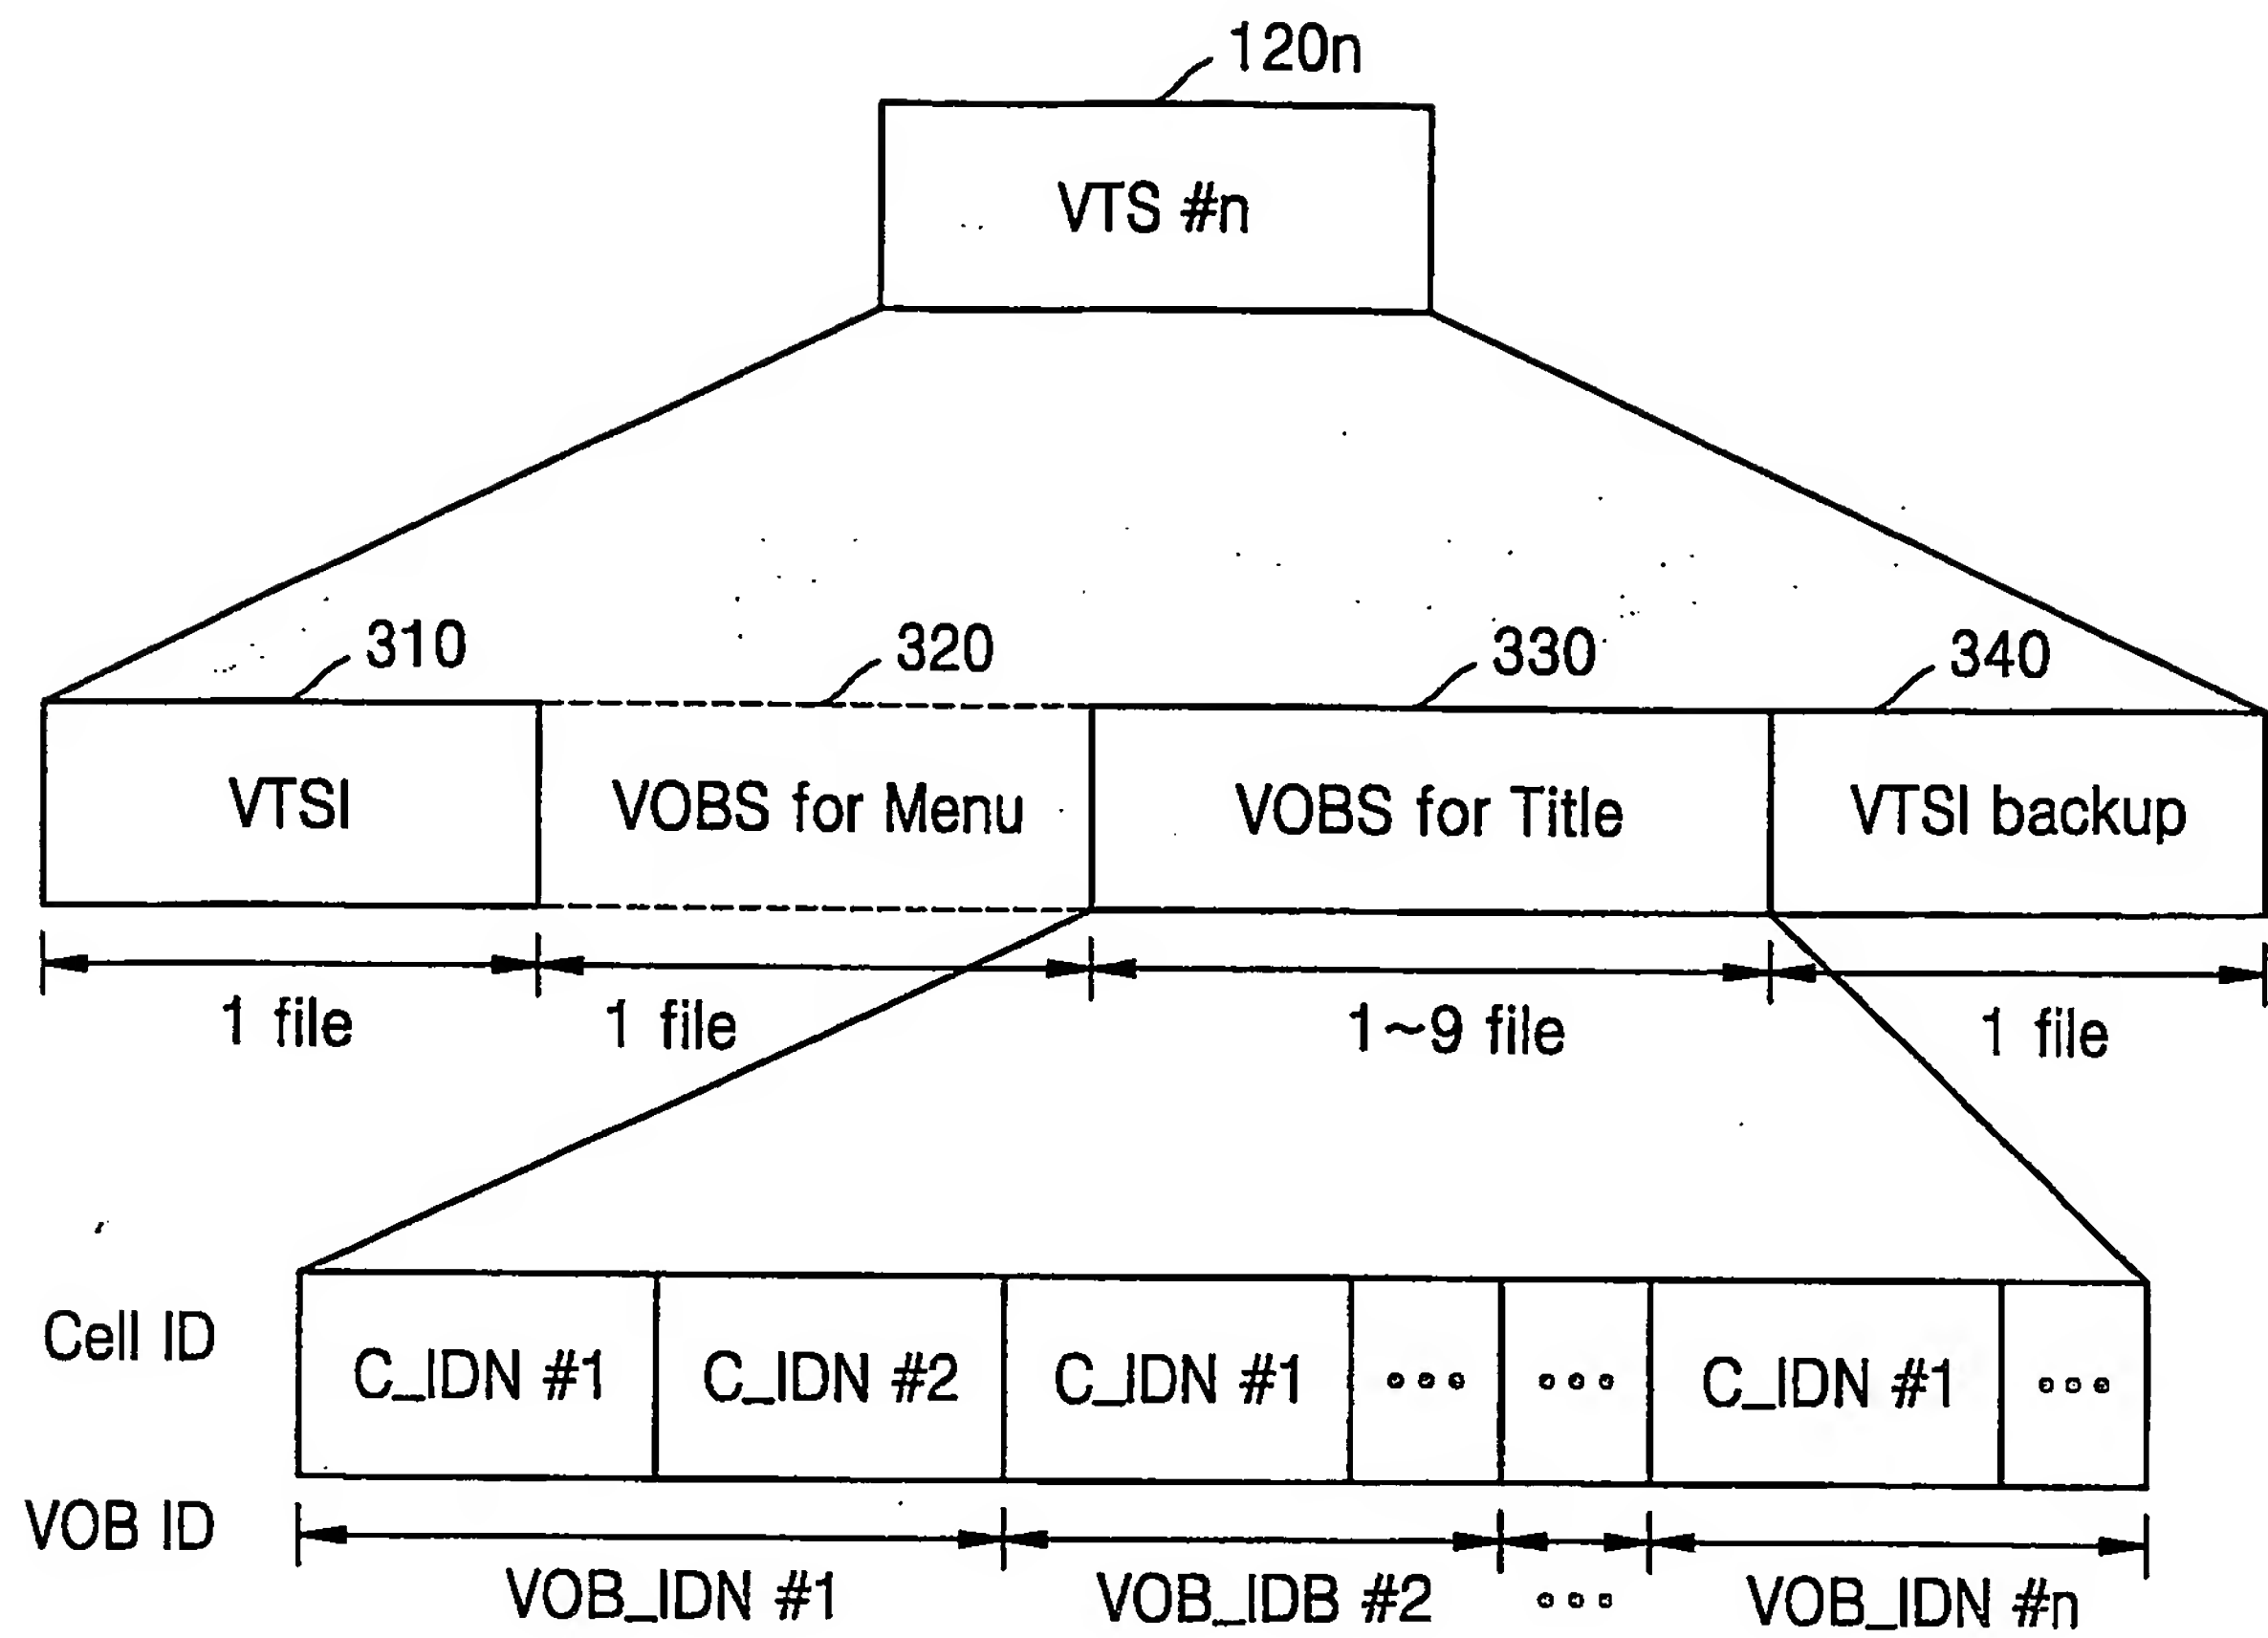 120n
VTS #n
310 320 330 340
VTSI VOBS for Menu VOBS for Title VTSI backup
1 file 1 file 1~9 file 1 file
Cell ID C_IDN #1 C_IDN #2 C_IDN #1 ••• ••• C_IDN #1 •••
VOB ID
VOB_IDN #1 VOB_IDB #2 ••• VOB_IDN #n